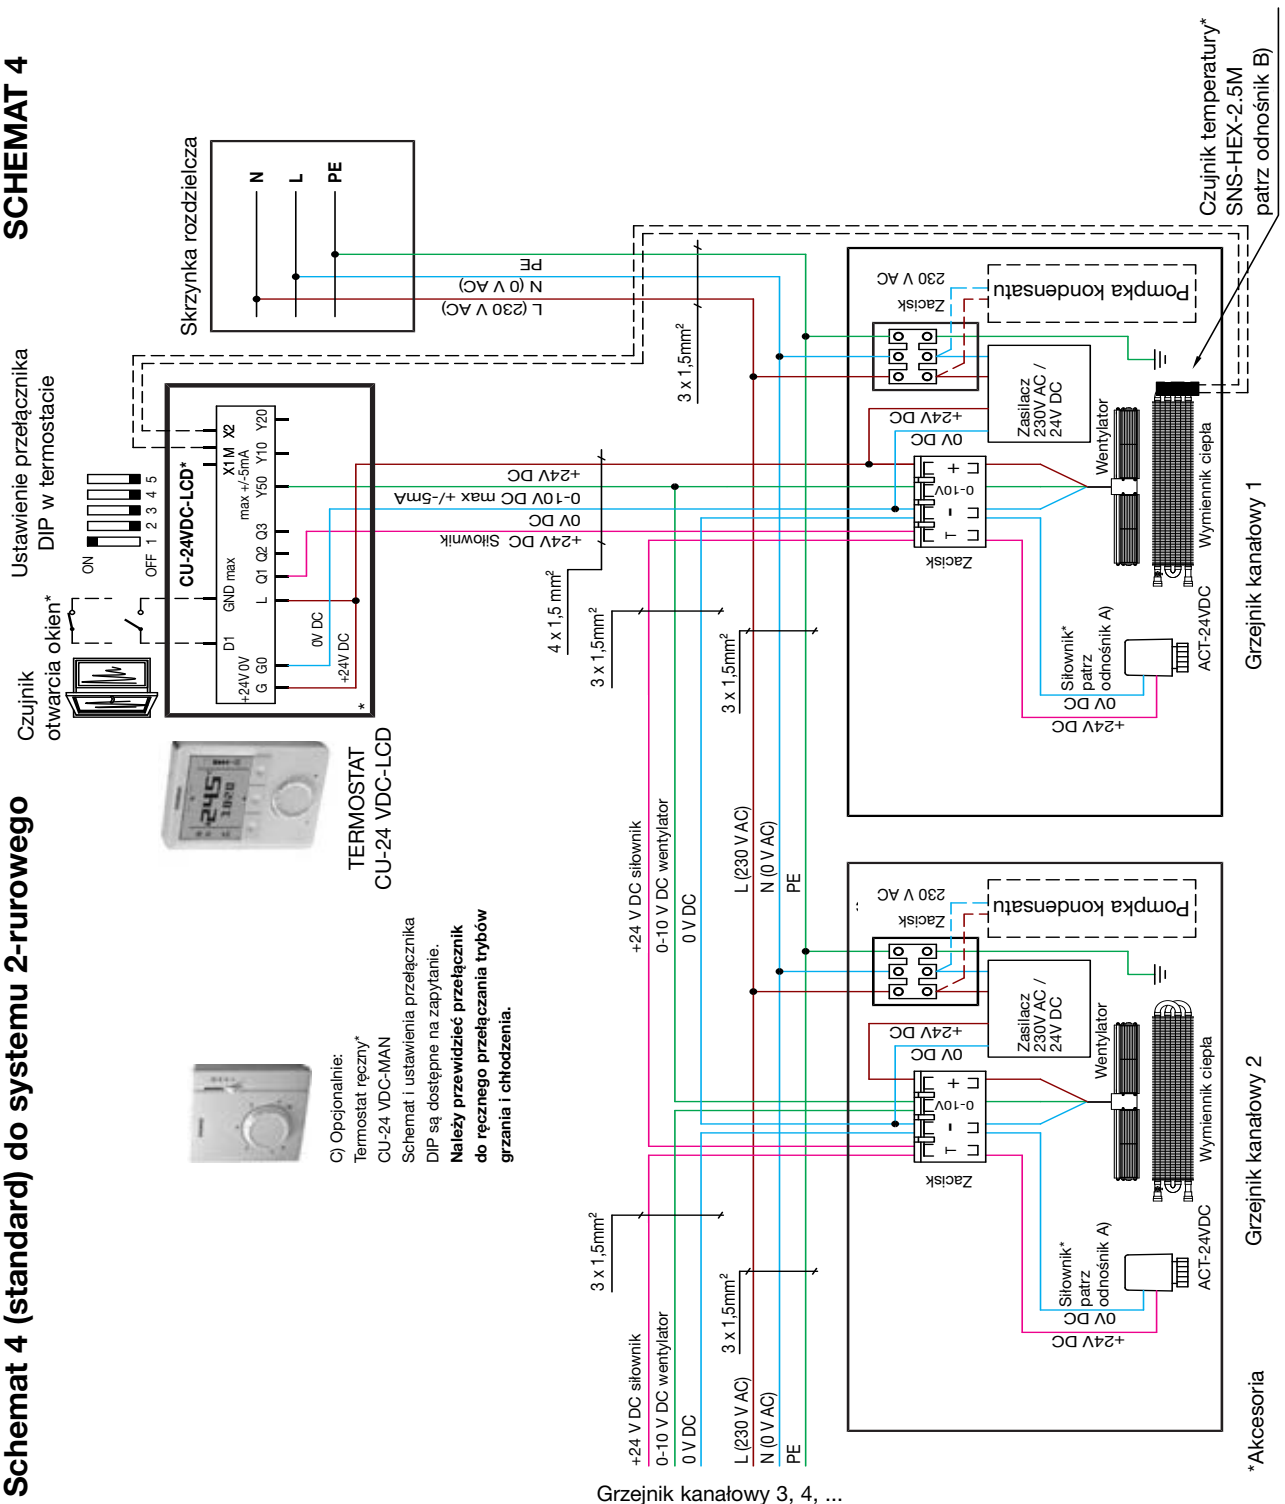 Schemat 4 (standard) do systemu 2-rurowego
SCHEMAT 4
Czujnik
otwarcia okien*
Ustawienie przełącznika
DIP w termostacie
ON
OFF 1 2 3 4 5
Skrzynka rozdzielcza
N
L
PE
L (230 V AC)
N (0 V AC)
PE
CU-24VDC-LCD*
D1
GND max
X1 M X2
+24V 0V
max +/-5mA
G G0
L
Q1 Q2 Q3
Y50 Y10 Y20
0V DC
+24V DC
*
TERMOSTAT
CU-24 VDC-LCD
C) Opcjonalnie:
Termostat ręczny*
CU-24 VDC-MAN
Schemat i ustawienia przełącznika
DIP są dostępne na zapytanie.
Należy przewidzieć przełącznik
do ręcznego przełączania trybów
grzania i chłodzenia.
+24V DC
0-10V DC max +/-5mA
0V DC
+24V DC Siłownik
4 x 1,5 mm²
3 x 1,5mm²
3 x 1,5mm²
3 x 1,5mm²
+24 V DC siłownik
0-10 V DC wentylator
0 V DC
L (230 V AC)
N (0 V AC)
PE
Czujnik temperatury*
SNS-HEX-2.5M
patrz odnośnik B)
230 V AC
Zacisk
Pompka kondensatu
Zasilacz
230V AC /
24V DC
+24V DC
0V DC
T - 0-10V +
Zacisk
Wentylator
Wymiennik ciepła
Siłownik*
patrz
odnośnik A)
0V DC
+24V DC
ACT-24VDC
Grzejnik kanałowy 1
230 V AC
Zacisk
Pompka kondensatu
Zasilacz
230V AC /
24V DC
+24V DC
0V DC
T - 0-10V +
Zacisk
Wentylator
Wymiennik ciepła
Siłownik*
patrz
odnośnik A)
0V DC
+24V DC
ACT-24VDC
Grzejnik kanałowy 2
3 x 1,5mm²
3 x 1,5mm²
+24 V DC siłownik
0-10 V DC wentylator
0 V DC
L (230 V AC)
N (0 V AC)
PE
Grzejnik kanałowy 3, 4, ...
*Akcesoria